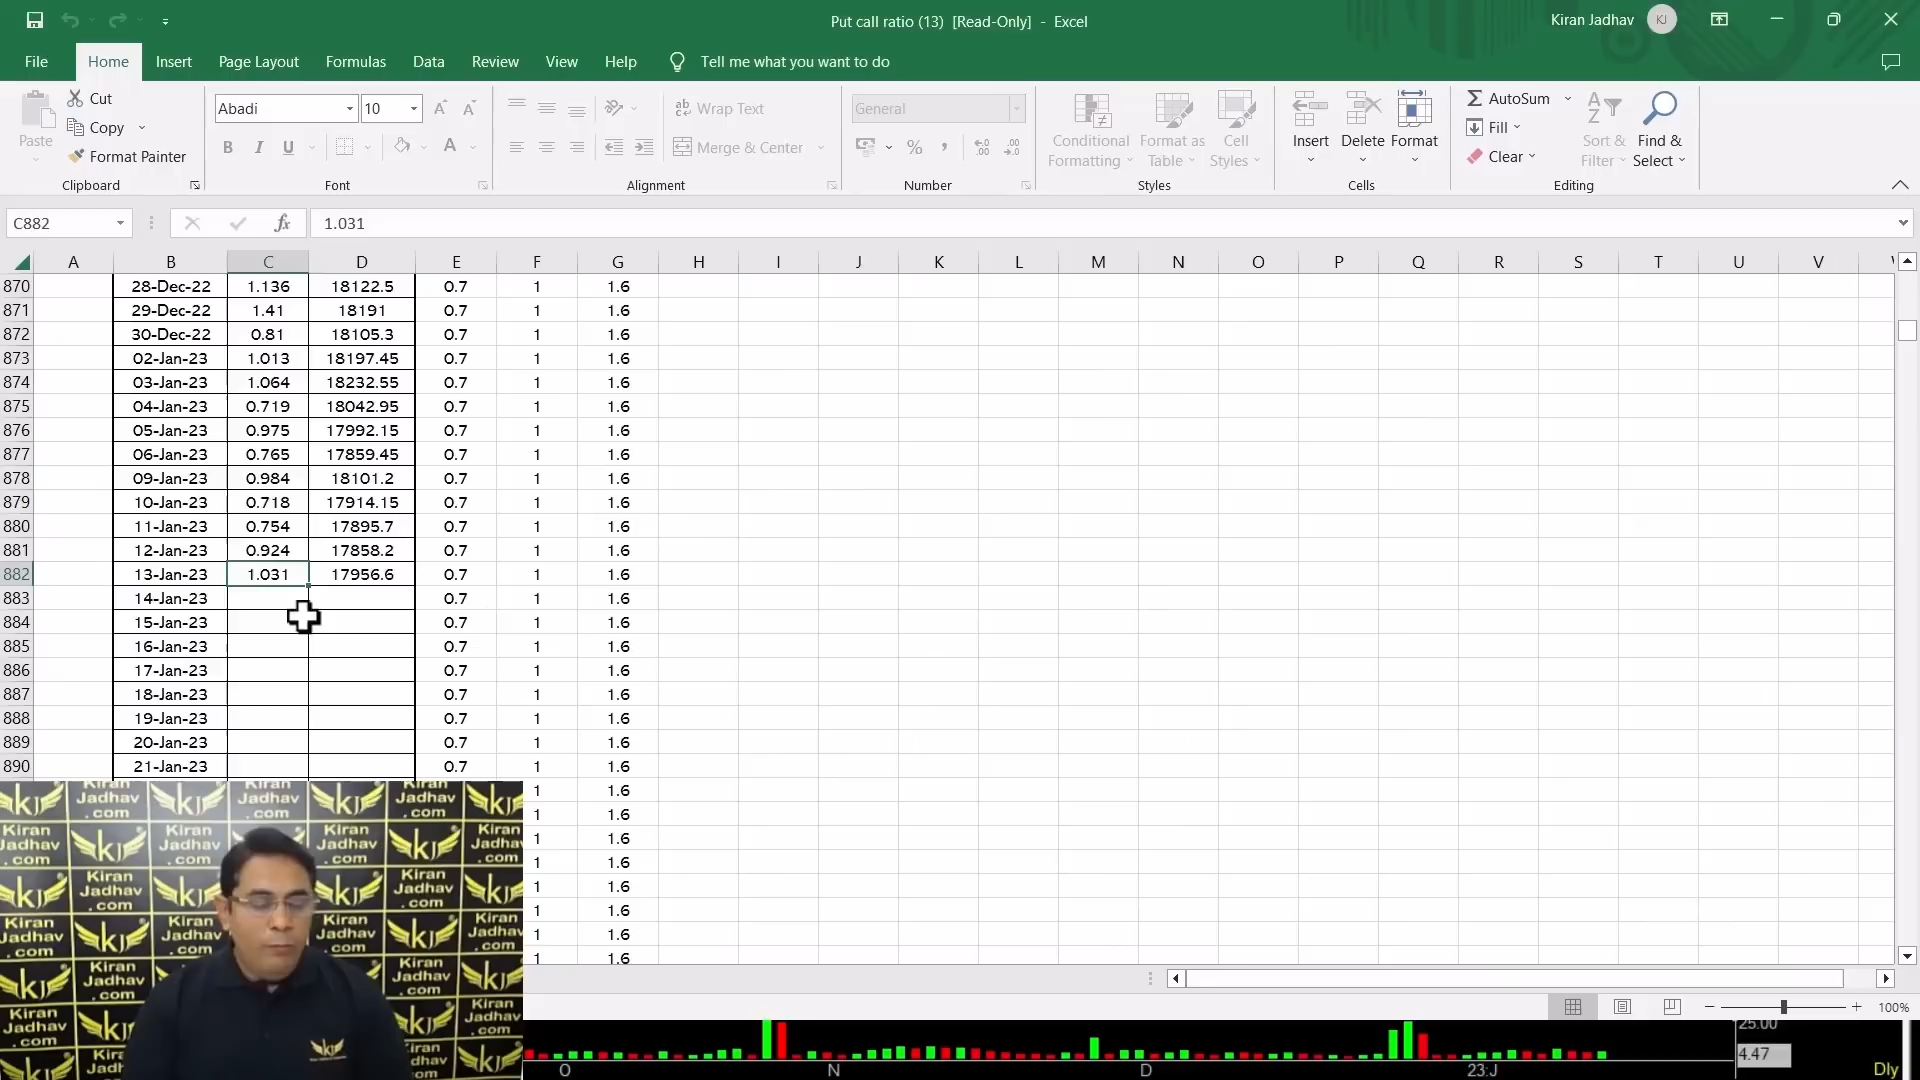 Put call ratio (13) [Read-Only] - Excel
Kiran Jadhav KJ
File Home Insert Page Layout Formulas Data Review View Help Tell me what you want to do
Paste
Cut
Copy
Format Painter
Clipboard
Abadi 10
B I U
Font
Wrap Text
Merge & Center
Alignment
General
%
Number
Conditional Formatting
Format as Table
Cell Styles
Styles
Insert Delete Format
Cells
AutoSum
Fill
Clear
Sort & Filter
Find & Select
Editing
C882 fx 1.031
A B C D E F G H I J K L M N O P Q R S T U V
870 28-Dec-22 1.136 18122.5 0.7 1 1.6
871 29-Dec-22 1.41 18191 0.7 1 1.6
872 30-Dec-22 0.81 18105.3 0.7 1 1.6
873 02-Jan-23 1.013 18197.45 0.7 1 1.6
874 03-Jan-23 1.064 18232.55 0.7 1 1.6
875 04-Jan-23 0.719 18042.95 0.7 1 1.6
876 05-Jan-23 0.975 17992.15 0.7 1 1.6
877 06-Jan-23 0.765 17859.45 0.7 1 1.6
878 09-Jan-23 0.984 18101.2 0.7 1 1.6
879 10-Jan-23 0.718 17914.15 0.7 1 1.6
880 11-Jan-23 0.754 17895.7 0.7 1 1.6
881 12-Jan-23 0.924 17858.2 0.7 1 1.6
882 13-Jan-23 1.031 17956.6 0.7 1 1.6
883 14-Jan-23 0.7 1 1.6
884 15-Jan-23 0.7 1 1.6
885 16-Jan-23 0.7 1 1.6
886 17-Jan-23 0.7 1 1.6
887 18-Jan-23 0.7 1 1.6
888 19-Jan-23 0.7 1 1.6
889 20-Jan-23 0.7 1 1.6
890 21-Jan-23 0.7 1 1.6
1 1.6
1 1.6
1 1.6
1 1.6
1 1.6
1 1.6
1 1.6
1 1.6
100%
Kiran Jadhav .com
25.00
4.47
O N D 23:J Dly